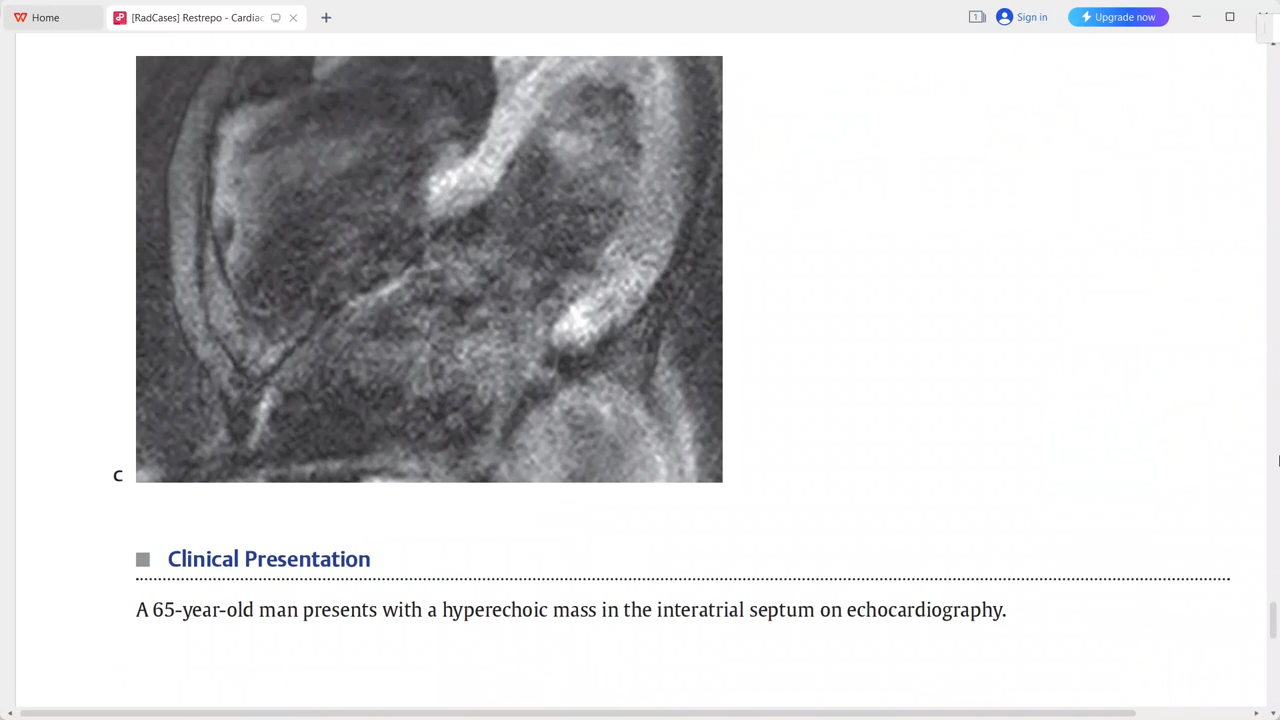 Home
[RadCases] Restrepo - Cardiac
1
Sign in
Upgrade now
C
Clinical Presentation
A 65-year-old man presents with a hyperechoic mass in the interatrial septum on echocardiography.